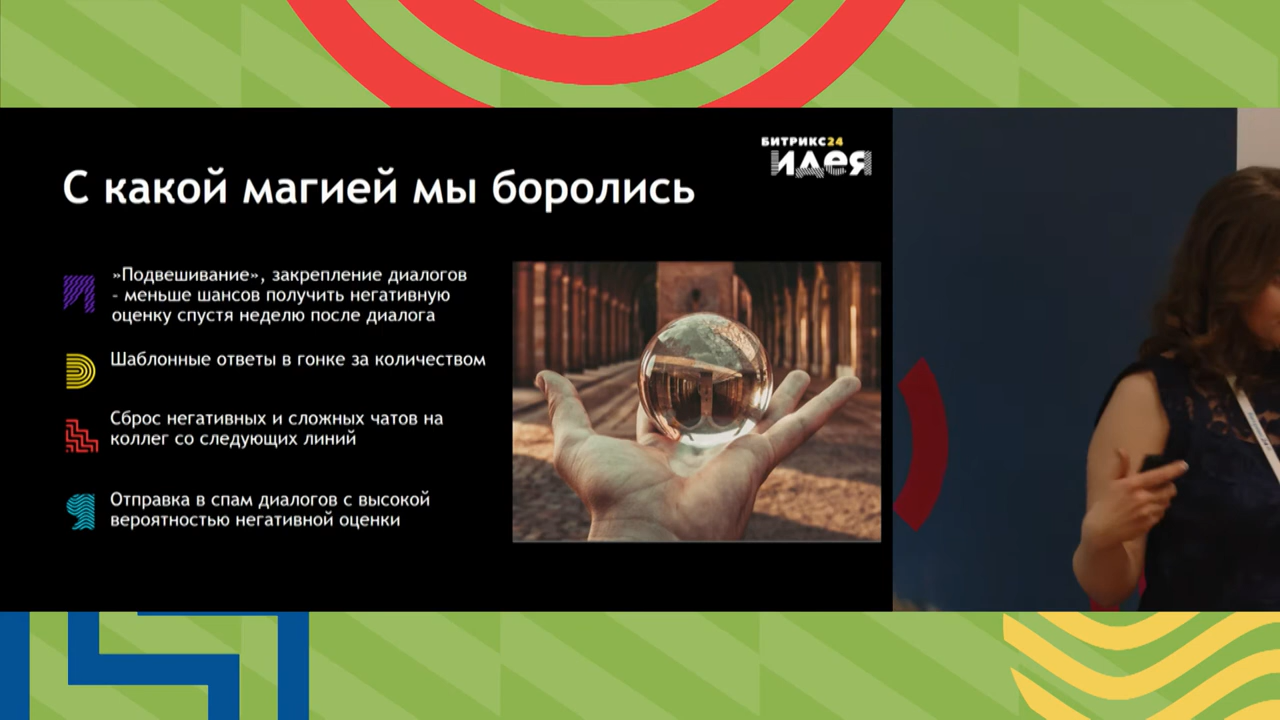 БИТРИКС24
идея
С какой магией мы боролись
»Подвешивание», закрепление диалогов
- меньше шансов получить негативную
оценку спустя неделю после диалога
Шаблонные ответы в гонке за количеством
Сброс негативных и сложных чатов на
коллег со следующих линий
Отправка в спам диалогов с высокой
вероятностью негативной оценки